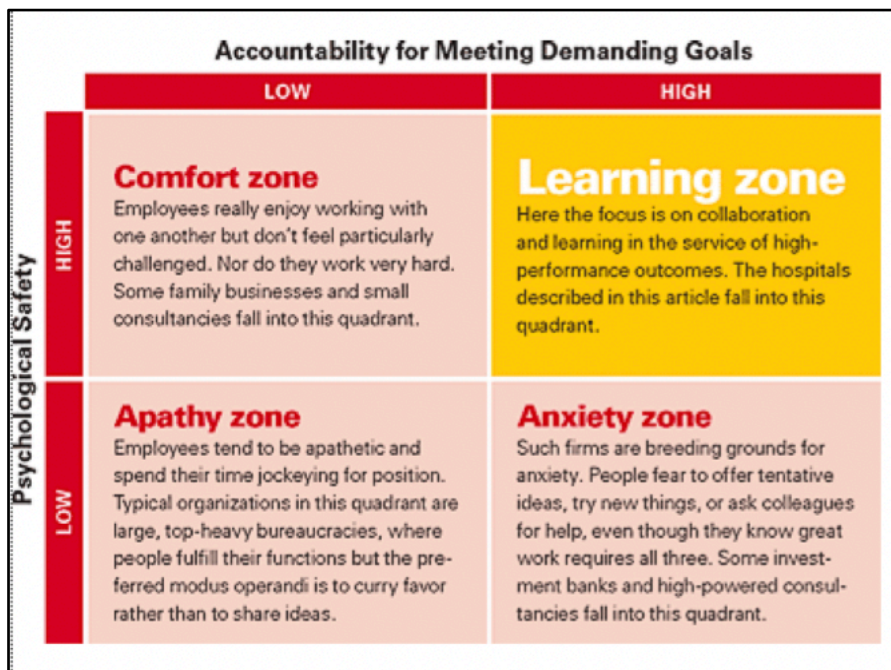 Accountability for Meeting Demanding Goals
LOW
HIGH
Psychological Safety
HIGH
Comfort zone
Employees really enjoy working with
one another but don't feel particularly
challenged. Nor do they work very hard.
Some family businesses and small
consultancies fall into this quadrant.
Learning zone
Here the focus is on collaboration
and learning in the service of high-
performance outcomes. The hospitals
described in this article fall into this
quadrant.
LOW
Apathy zone
Employees tend to be apathetic and
spend their time jockeying for position.
Typical organizations in this quadrant are
large, top-heavy bureaucracies, where
people fulfill their functions but the pre-
ferred modus operandi is to curry favor
rather than to share ideas.
Anxiety zone
Such firms are breeding grounds for
anxiety. People fear to offer tentative
ideas, try new things, or ask colleagues
for help, even though they know great
work requires all three. Some invest-
ment banks and high-powered consul-
tancies fall into this quadrant.